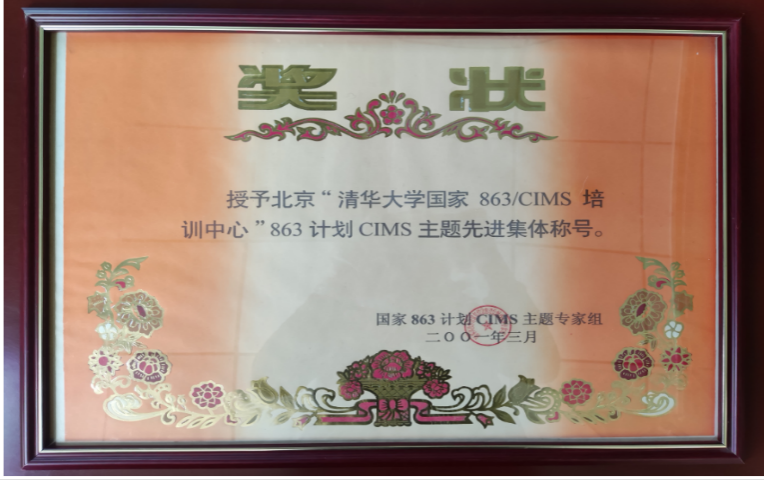 奖 状
授予北京“清华大学国家 863/CIMS 培
训中心”863 计划 CIMS 主题先进集体称号。
国家 863 计划 CIMS 主题专家组
二〇〇一年三月